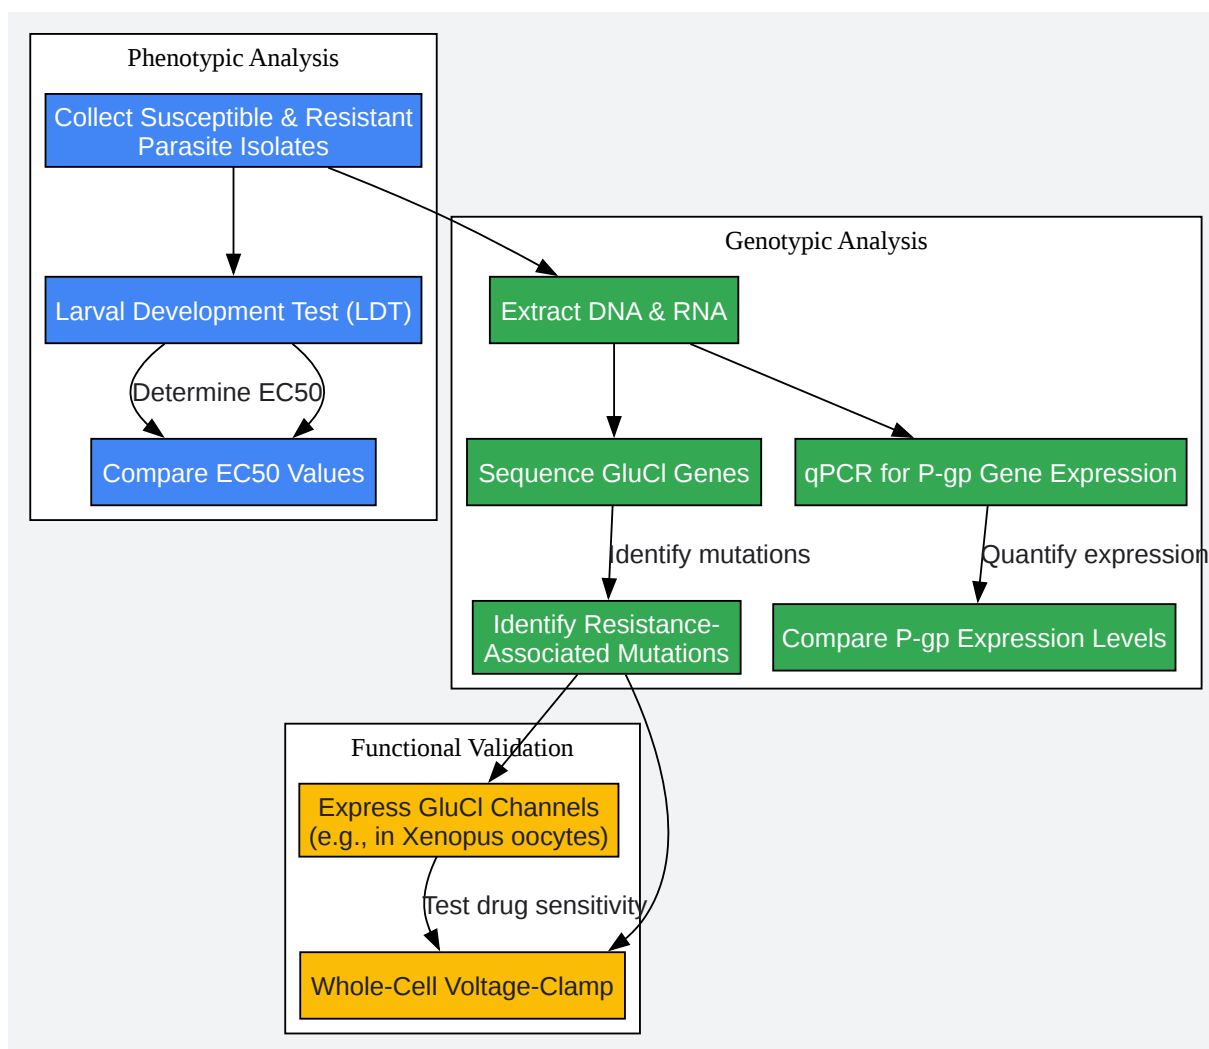 Phenotypic Analysis
Collect Susceptible & Resistant
Parasite Isolates
Larval Development Test (LDT)
Determine EC50
Compare EC50 Values
Genotypic Analysis
Extract DNA & RNA
Sequence GluCl Genes
qPCR for P-gp Gene Expression
Identify mutations
Quantify expression
Identify Resistance-
Associated Mutations
Compare P-gp Expression Levels
Functional Validation
Express GluCl Channels
(e.g., in Xenopus oocytes)
Test drug sensitivity
Whole-Cell Voltage-Clamp